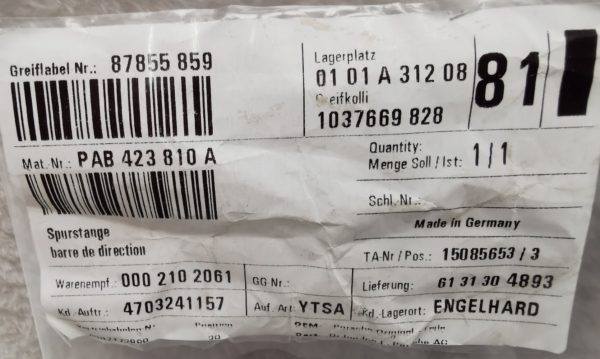 Greiflabel Nr.: 87855 859
Lagerplatz
01 01 A 312 08
81
Greifkolli
1037669 828
Mat.-Nr.: PAB 423 810 A
Quantity:
Menge Soll / Ist: 1/1
Schl.-Nr.:
Made in Germany
Spurstange
barre de direction
TA-Nr / Pos.: 15085653 / 3
Warenempf.: 000 210 2061
GG Nr.:
Lieferung: 61 31 30 4893
Kd.-Auftr.: 4703241157
Auf. Art: YTSA
Kd.-Lagerort: ENGELHARD
Position